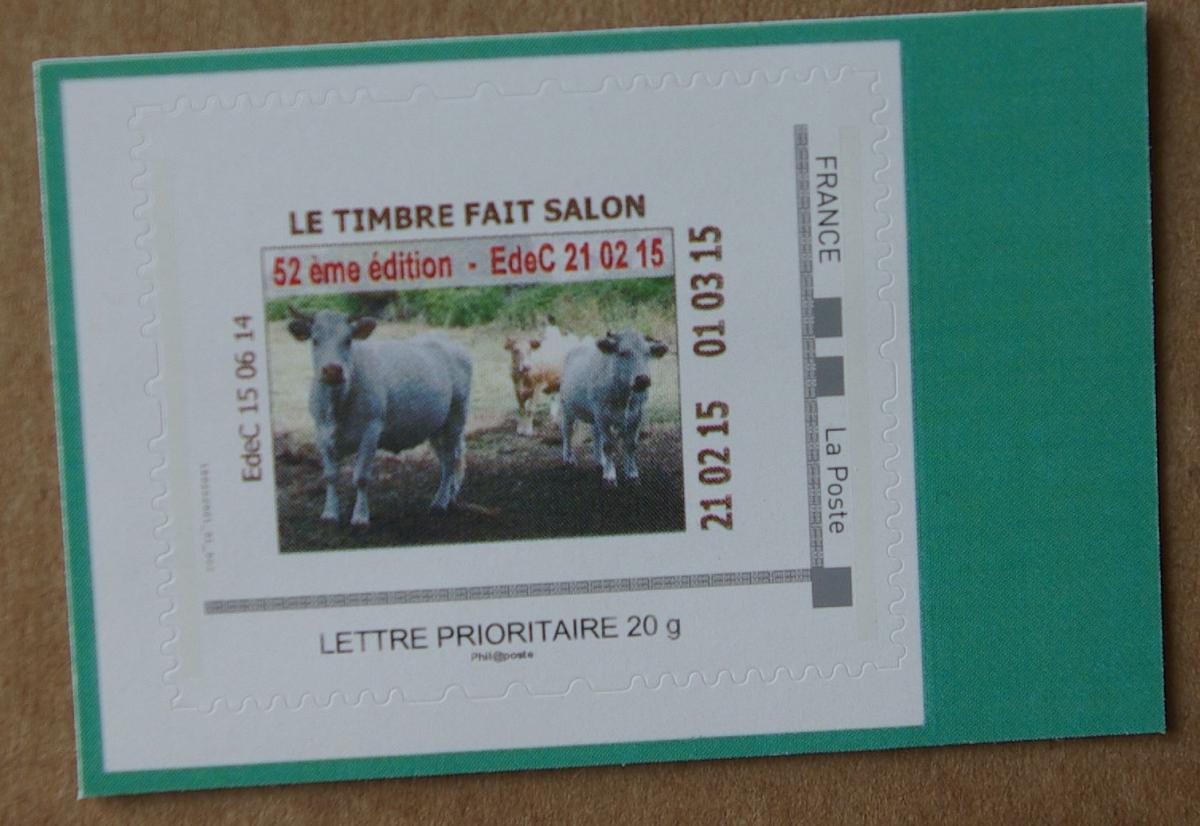 LE TIMBRE FAIT SALON
52 ème édition - EdeC 21 02 15
EdeC 15 06 14
21 02 15 01 03 15
FRANCE
La Poste
LETTRE PRIORITAIRE 20 g
Phil@poste